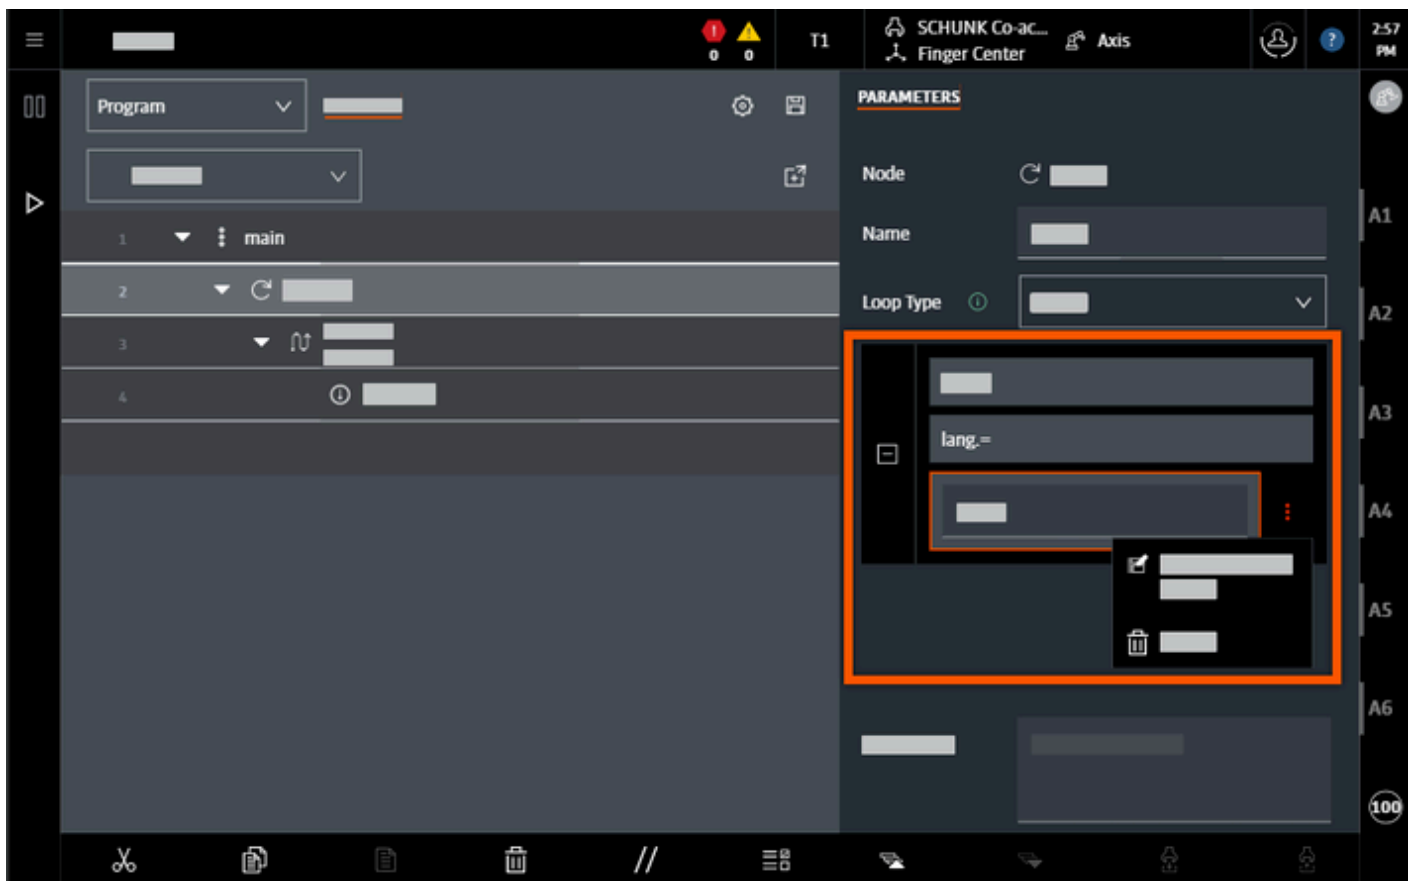 0 0
T1
SCHUNK Co-ac...
Finger Center
Axis
?
2:57
PM
Program
PARAMETERS
Node
Name
Loop Type
1 main
2
3
4
lang.=
A1
A2
A3
A4
A5
A6
100